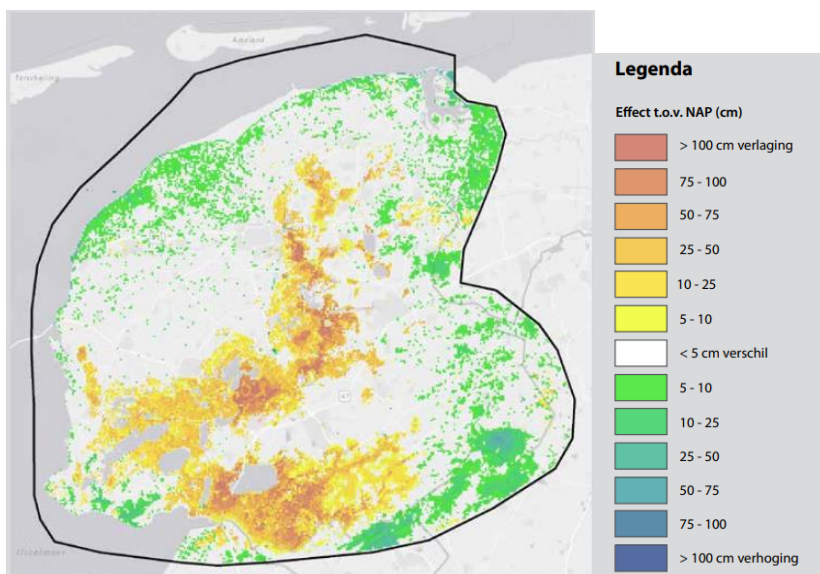 Ameland
Terschelling
47
IJsselmeer
Legenda
Effect t.o.v. NAP (cm)
> 100 cm verlaging
75 - 100
50 - 75
25 - 50
10 - 25
5 - 10
< 5 cm verschil
5 - 10
10 - 25
25 - 50
50 - 75
75 - 100
> 100 cm verhoging